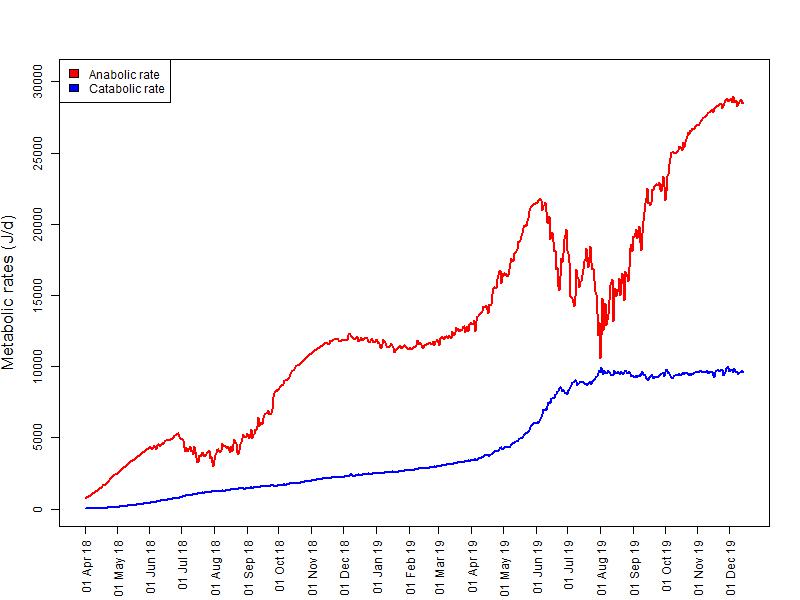 Anabolic rate
Catabolic rate
Metabolic rates (J/d)
30000
25000
20000
15000
10000
5000
0
01 Apr 18
01 May 18
01 Jun 18
01 Jul 18
01 Aug 18
01 Sep 18
01 Oct 18
01 Nov 18
01 Dec 18
01 Jan 19
01 Feb 19
01 Mar 19
01 Apr 19
01 May 19
01 Jun 19
01 Jul 19
01 Aug 19
01 Sep 19
01 Oct 19
01 Nov 19
01 Dec 19